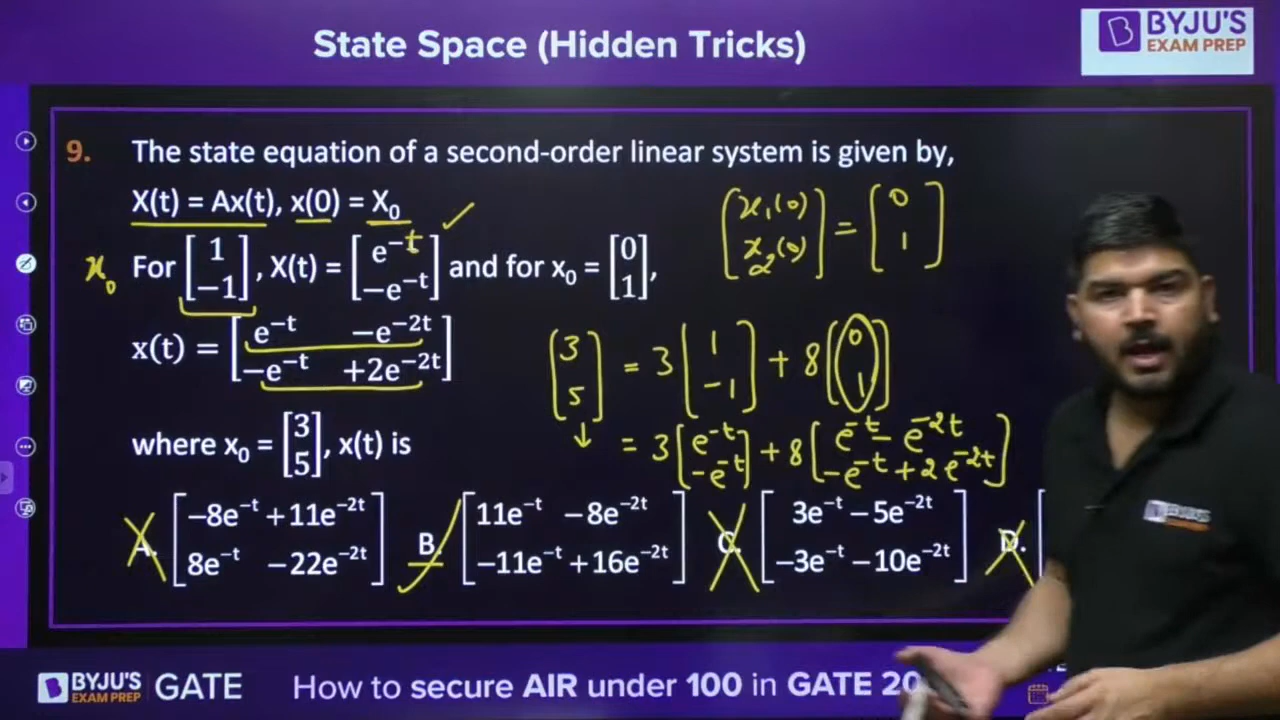 State Space (Hidden Tricks)
BYJU'S
EXAM PREP
9. The state equation of a second-order linear system is given by,
X(t) = Ax(t), x(0) = X₀
[x₁(0) x₂(0)] = [0 1]
x₀ For [1 −1], X(t) = [e⁻ᵗ −e⁻ᵗ] and for x₀ = [0 1],
x(t) = [e⁻ᵗ −e⁻²ᵗ −e⁻ᵗ +2e⁻²ᵗ]
[3 5] = 3[1 −1] + 8[0 1]
where x₀ = [3 5], x(t) is
= 3[e⁻ᵗ −e⁻ᵗ] + 8[e⁻ᵗ − e⁻²ᵗ −e⁻ᵗ + 2e⁻²ᵗ]
A. [−8e⁻ᵗ +11e⁻²ᵗ 8e⁻ᵗ −22e⁻²ᵗ]
B. [11e⁻ᵗ −8e⁻²ᵗ −11e⁻ᵗ +16e⁻²ᵗ]
C. [3e⁻ᵗ −5e⁻²ᵗ −3e⁻ᵗ −10e⁻²ᵗ]
D.
BYJU'S
EXAM PREP
GATE
How to secure AIR under 100 in GATE 20